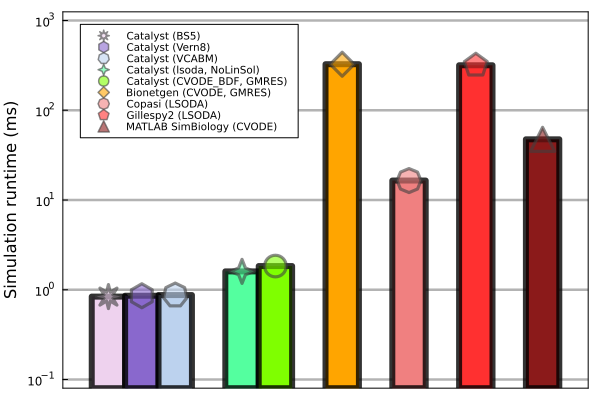 Simulation runtime (ms)
10³
10²
10¹
10⁰
10⁻¹
Catalyst (BS5)
Catalyst (Vern8)
Catalyst (VCABM)
Catalyst (lsoda, NoLinSol)
Catalyst (CVODE_BDF, GMRES)
Bionetgen (CVODE, GMRES)
Copasi (LSODA)
Gillespy2 (LSODA)
MATLAB SimBiology (CVODE)